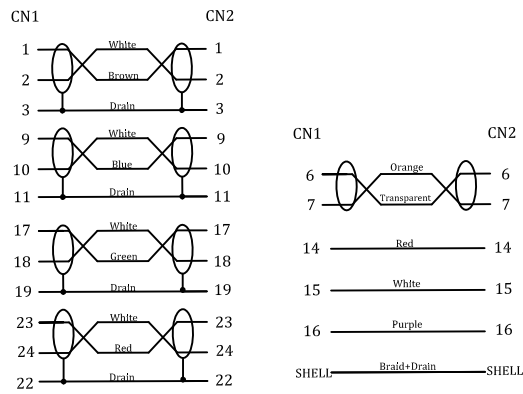 CN1 CN2
1 White 1
2 Brown 2
3 Drain 3
9 White 9
10 Blue 10
11 Drain 11
17 White 17
18 Green 18
19 Drain 19
23 White 23
24 Red 24
22 Drain 22
CN1 CN2
6 Orange 6
7 Transparent 7
14 Red 14
15 White 15
16 Purple 16
SHELL Braid+Drain SHELL